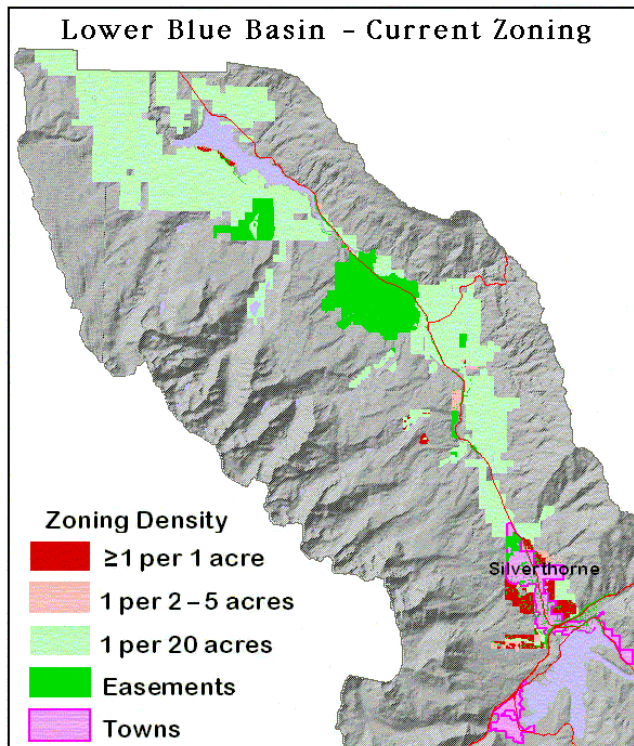 Lower Blue Basin - Current Zoning
Silverthorne
Zoning Density
≥1 per 1 acre
1 per 2 – 5 acres
1 per 20 acres
Easements
Towns